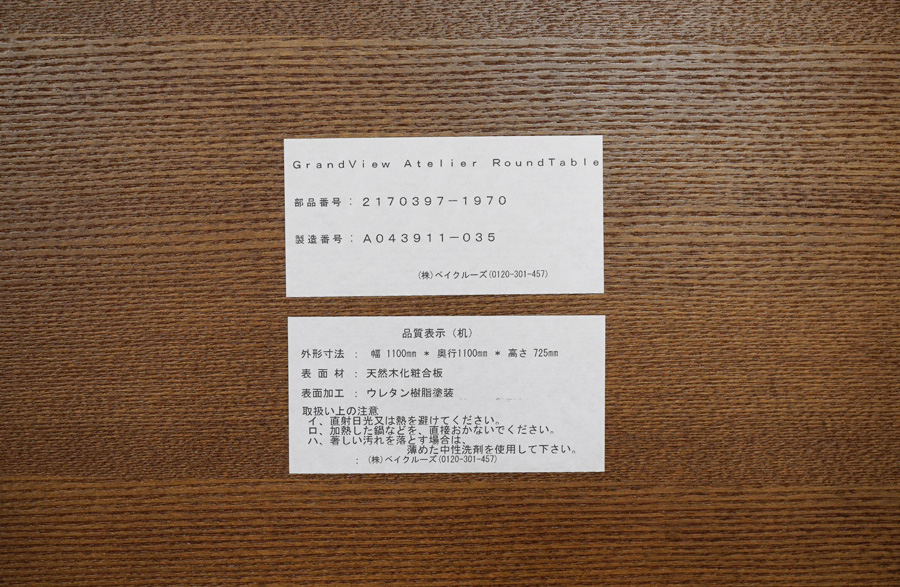 GrandView Atelier RoundTable
部品番号：2170397−1970
製造番号：A043911−035
(株)ベイクルーズ(0120-301-457)
品質表示（机）
外形寸法 ： 幅 1100mm ＊ 奥行1100mm ＊ 高さ 725mm
表 面 材 ： 天然木化粧合板
表面加工 ： ウレタン樹脂塗装
取扱い上の注意
イ、直射日光又は熱を避けてください。
ロ、加熱した鍋などを、直接おかないでください。
ハ、著しい汚れを落とす場合は、
薄めた中性洗剤を使用して下さい。
： (株)ベイクルーズ(0120-301-457)